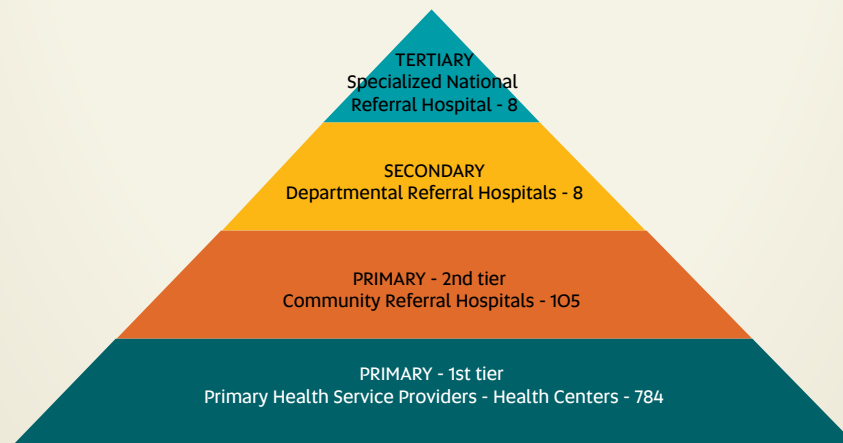 TERTIARY
Specialized National
Referral Hospital - 8
SECONDARY
Departmental Referral Hospitals - 8
PRIMARY - 2nd tier
Community Referral Hospitals - 105
PRIMARY - 1st tier
Primary Health Service Providers - Health Centers - 784